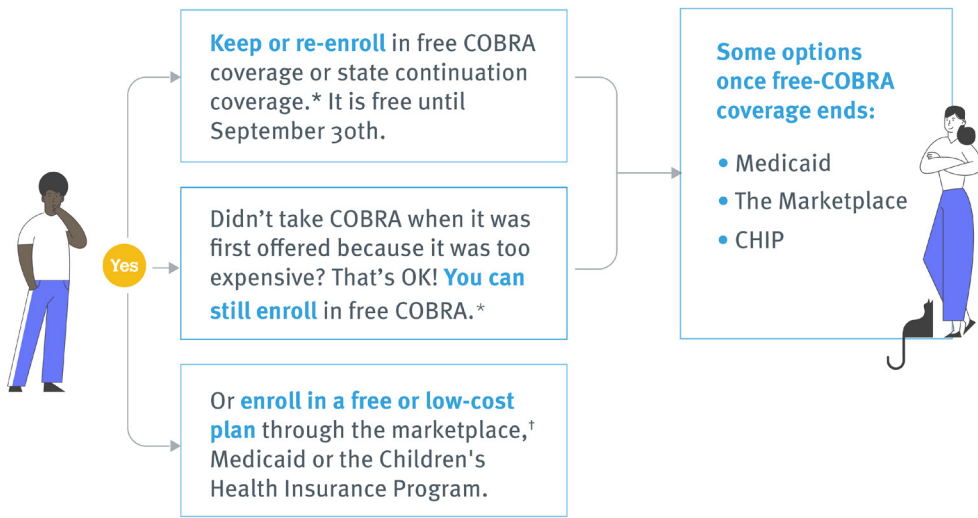 Keep or re-enroll in free COBRA
coverage or state continuation
coverage.* It is free until
September 30th.
Yes
Didn't take COBRA when it was
first offered because it was too
expensive? That's OK! You can
still enroll in free COBRA.*
Or enroll in a free or low-cost
plan through the marketplace,†
Medicaid or the Children's
Health Insurance Program.
Some options
once free-COBRA
coverage ends:
• Medicaid
• The Marketplace
• CHIP